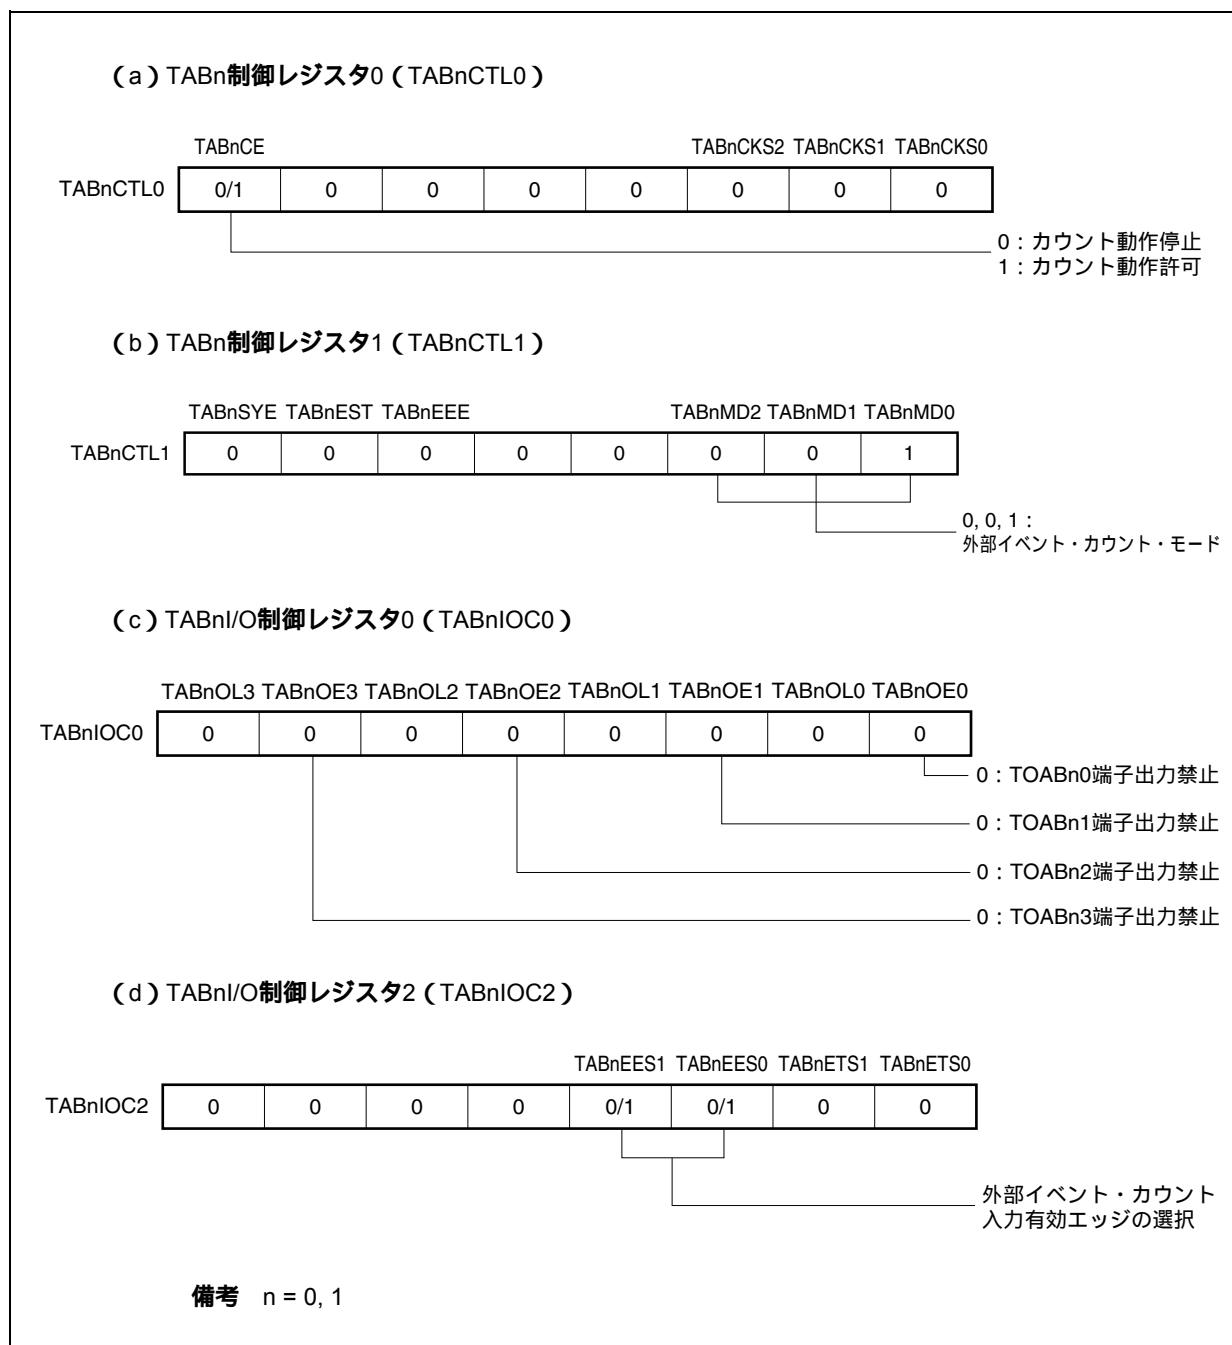 （a）TABn制御レジスタ0（TABnCTL0）
TABnCE TABnCKS2 TABnCKS1 TABnCKS0
TABnCTL0 0/1 0 0 0 0 0 0 0
0：カウント動作停止
1：カウント動作許可
（b）TABn制御レジスタ1（TABnCTL1）
TABnSYE TABnEST TABnEEE TABnMD2 TABnMD1 TABnMD0
TABnCTL1 0 0 0 0 0 0 0 1
0, 0, 1：
外部イベント・カウント・モード
（c）TABnI/O制御レジスタ0（TABnIOC0）
TABnOL3 TABnOE3 TABnOL2 TABnOE2 TABnOL1 TABnOE1 TABnOL0 TABnOE0
TABnIOC0 0 0 0 0 0 0 0 0
0：TOABn0端子出力禁止
0：TOABn1端子出力禁止
0：TOABn2端子出力禁止
0：TOABn3端子出力禁止
（d）TABnI/O制御レジスタ2（TABnIOC2）
TABnEES1 TABnEES0 TABnETS1 TABnETS0
TABnIOC2 0 0 0 0 0/1 0/1 0 0
外部イベント・カウント
入力有効エッジの選択
備考 n = 0, 1